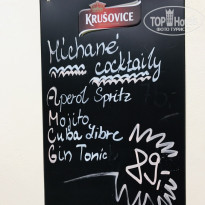 KRUŠOVICE
Míchané
cocktaily
Aperol Spritz
Mojito
Cuba Libre
Gin Tonic
89,-